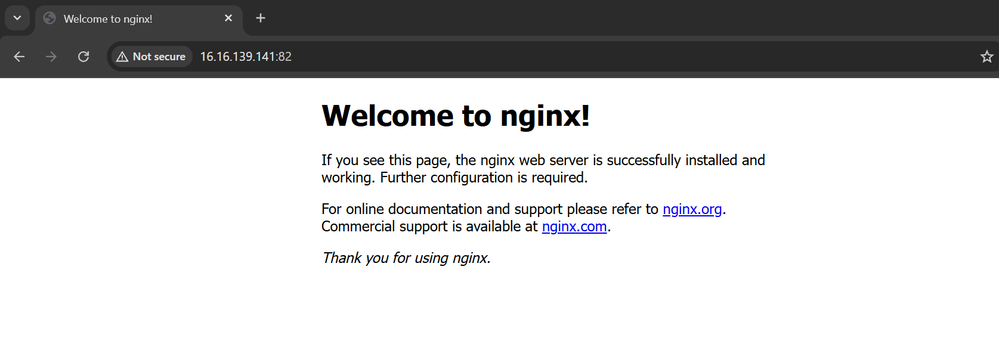 Welcome to nginx!
Not secure
16.16.139.141:82
Welcome to nginx!
If you see this page, the nginx web server is successfully installed and
working. Further configuration is required.
For online documentation and support please refer to nginx.org.
Commercial support is available at nginx.com.
Thank you for using nginx.